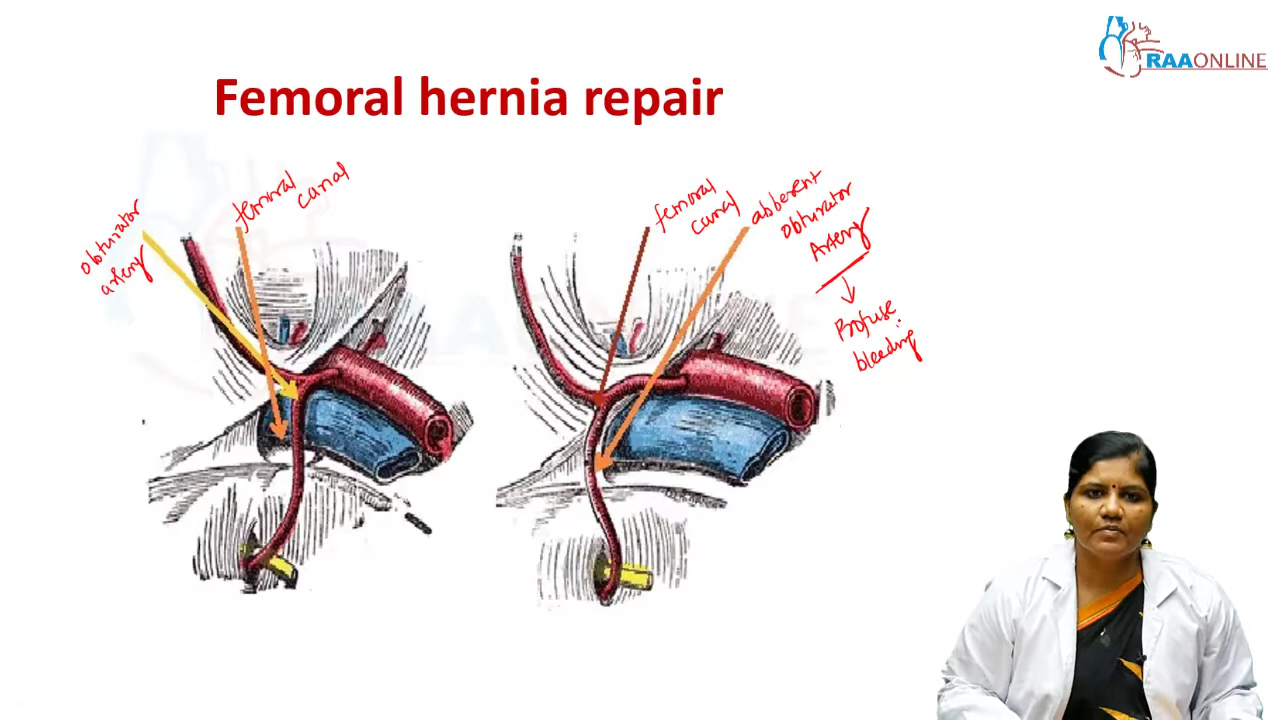 RAAONLINE
Femoral hernia repair
obturator
artery
femoral
canal
femoral
canal
abberent
obturator
Artery
Profuse
bleeding